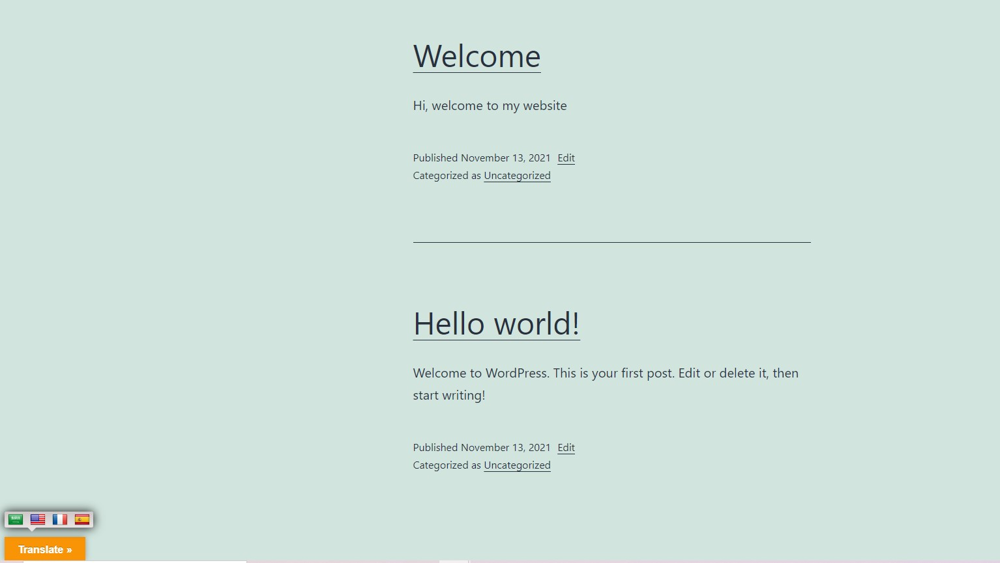 Welcome
Hi, welcome to my website
Published November 13, 2021 Edit
Categorized as Uncategorized
Hello world!
Welcome to WordPress. This is your first post. Edit or delete it, then
start writing!
Published November 13, 2021 Edit
Categorized as Uncategorized
Translate »